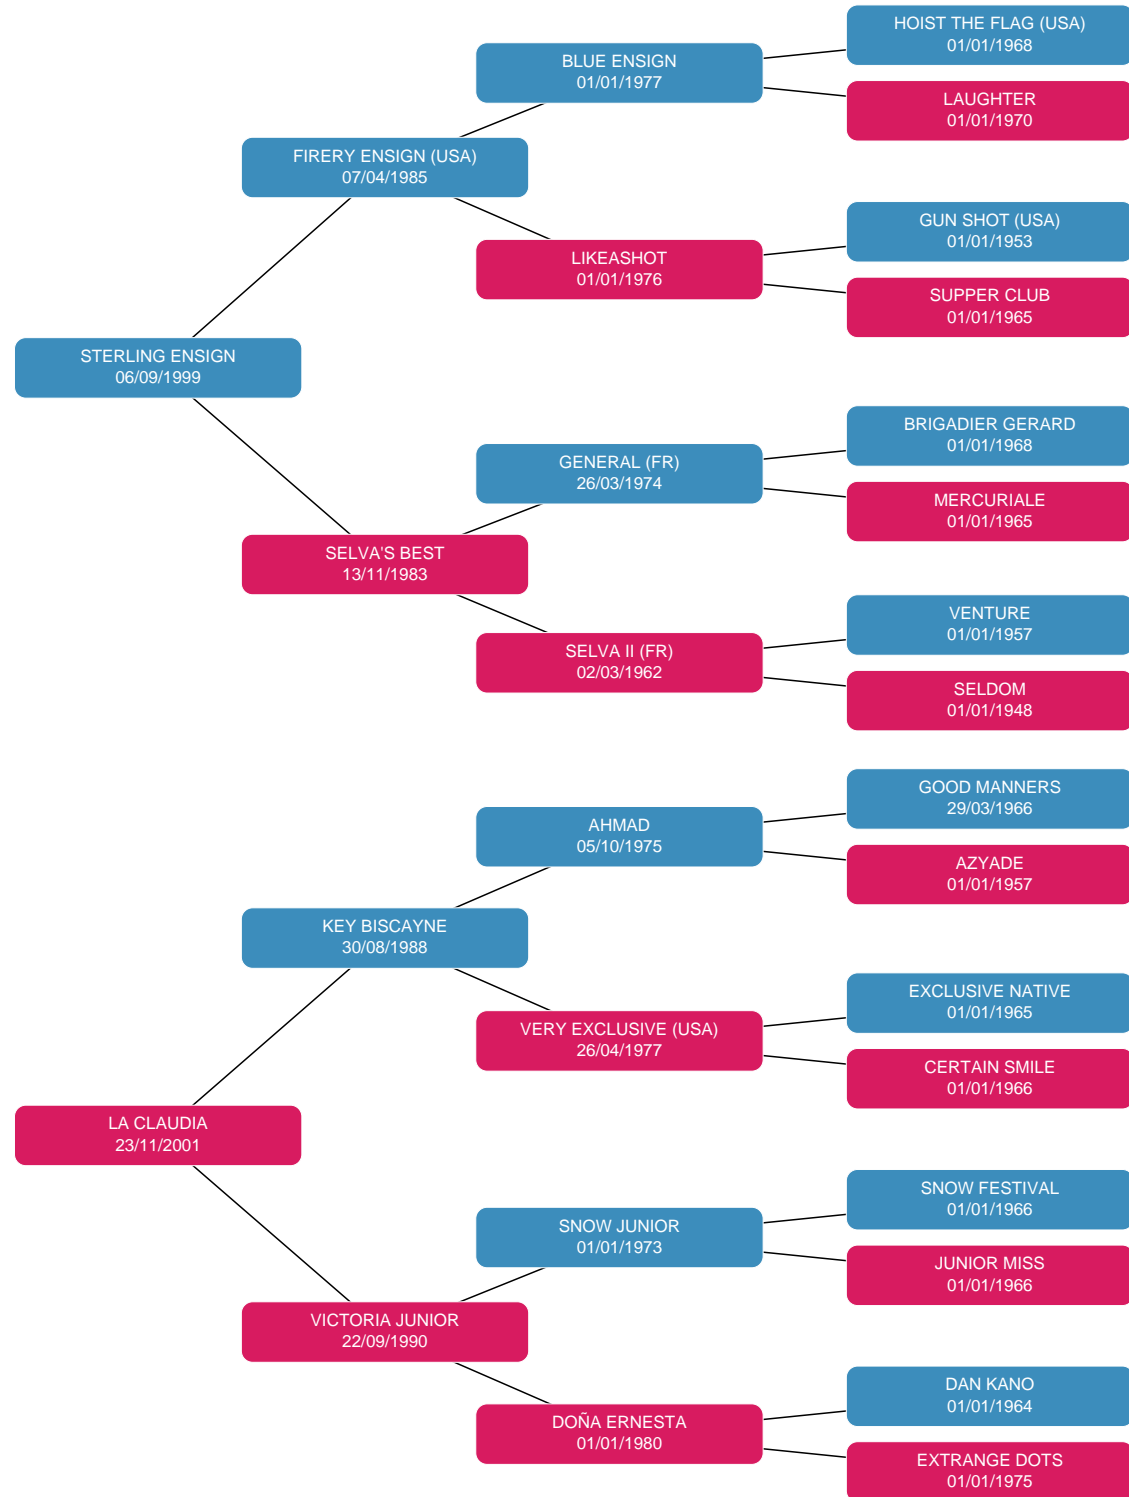 HOIST THE FLAG (USA)
01/01/1968
BLUE ENSIGN
01/01/1977
LAUGHTER
01/01/1970
FIRERY ENSIGN (USA)
07/04/1985
GUN SHOT (USA)
01/01/1953
LIKEASHOT
01/01/1976
SUPPER CLUB
01/01/1965
STERLING ENSIGN
06/09/1999
BRIGADIER GERARD
01/01/1968
GENERAL (FR)
26/03/1974
MERCURIALE
01/01/1965
SELVA'S BEST
13/11/1983
VENTURE
01/01/1957
SELVA II (FR)
02/03/1962
SELDOM
01/01/1948
GOOD MANNERS
29/03/1966
AHMAD
05/10/1975
AZYADE
01/01/1957
KEY BISCAYNE
30/08/1988
EXCLUSIVE NATIVE
01/01/1965
VERY EXCLUSIVE (USA)
26/04/1977
CERTAIN SMILE
01/01/1966
LA CLAUDIA
23/11/2001
SNOW FESTIVAL
01/01/1966
SNOW JUNIOR
01/01/1973
JUNIOR MISS
01/01/1966
VICTORIA JUNIOR
22/09/1990
DAN KANO
01/01/1964
DOÑA ERNESTA
01/01/1980
EXTRANGE DOTS
01/01/1975